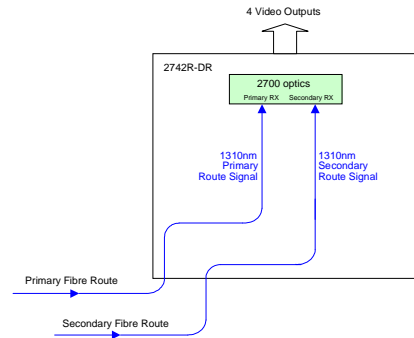 4 Video Outputs
2742R-DR
2700 optics
Primary RX Secondary RX
1310nm
Primary
Route Signal
1310nm
Secondary
Route Signal
Primary Fibre Route
Secondary Fibre Route